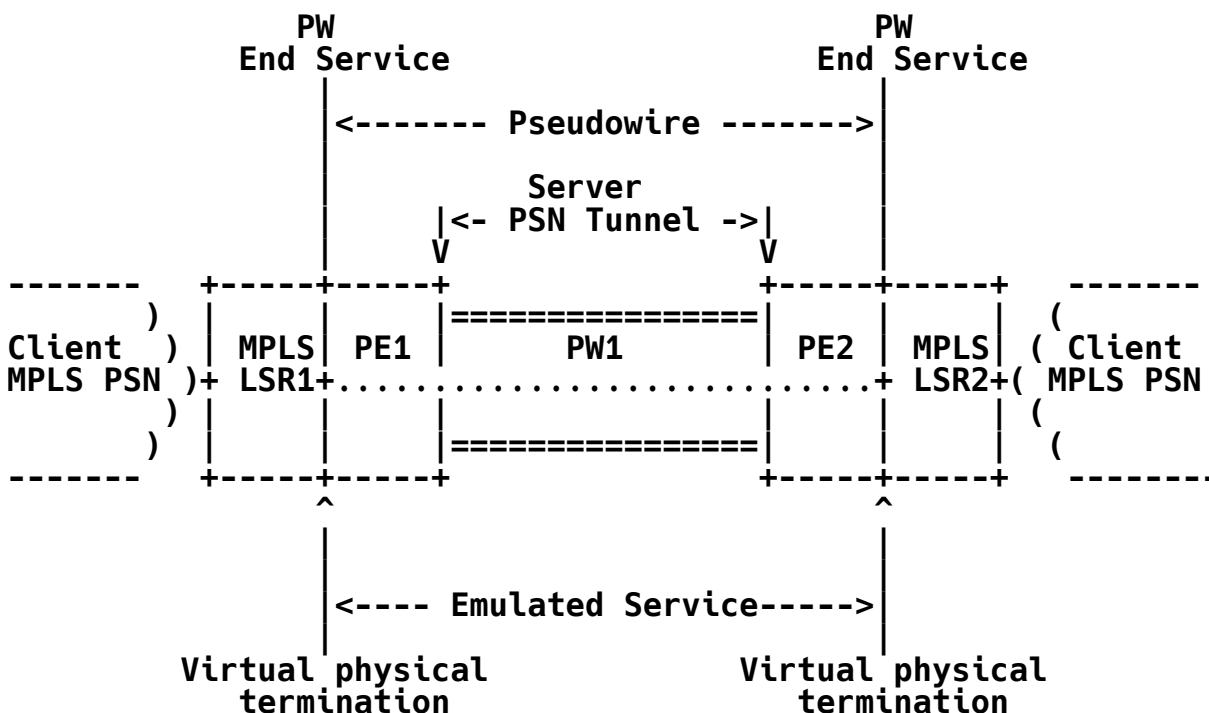 PW PW
End Service End Service
|<------- Pseudowire ------->|
Server
|<- PSN Tunnel ->|
V V
------- +-----+-----+ +-----+-----+ -------
) | | |================| | | (
Client ) | MPLS| PE1 | PW1 | PE2 | MPLS| ( Client
MPLS PSN )+ LSR1+............................+ LSR2+( MPLS PSN
) | | | | | | (
) | | |================| | | (
------- +-----+-----+ +-----+-----+ --------
^ ^
|<---- Emulated Service----->|
Virtual physical Virtual physical
termination termination